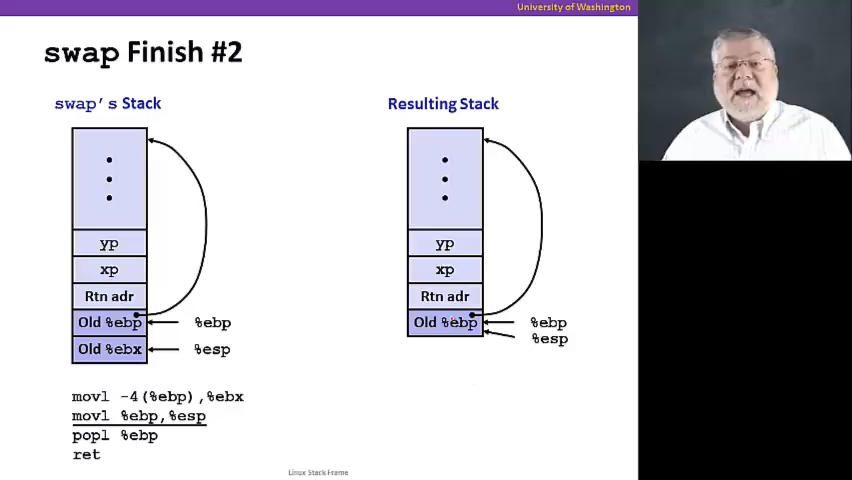 University of Washington
swap Finish #2
swap's Stack
Resulting Stack
yp
xp
Rtn adr
Old %ebp
%ebp
Old %ebx
%esp
yp
xp
Rtn adr
Old %ebp
%ebp
%esp
movl -4(%ebp),%ebx
movl %ebp,%esp
popl %ebp
ret
Linux Stack Frame